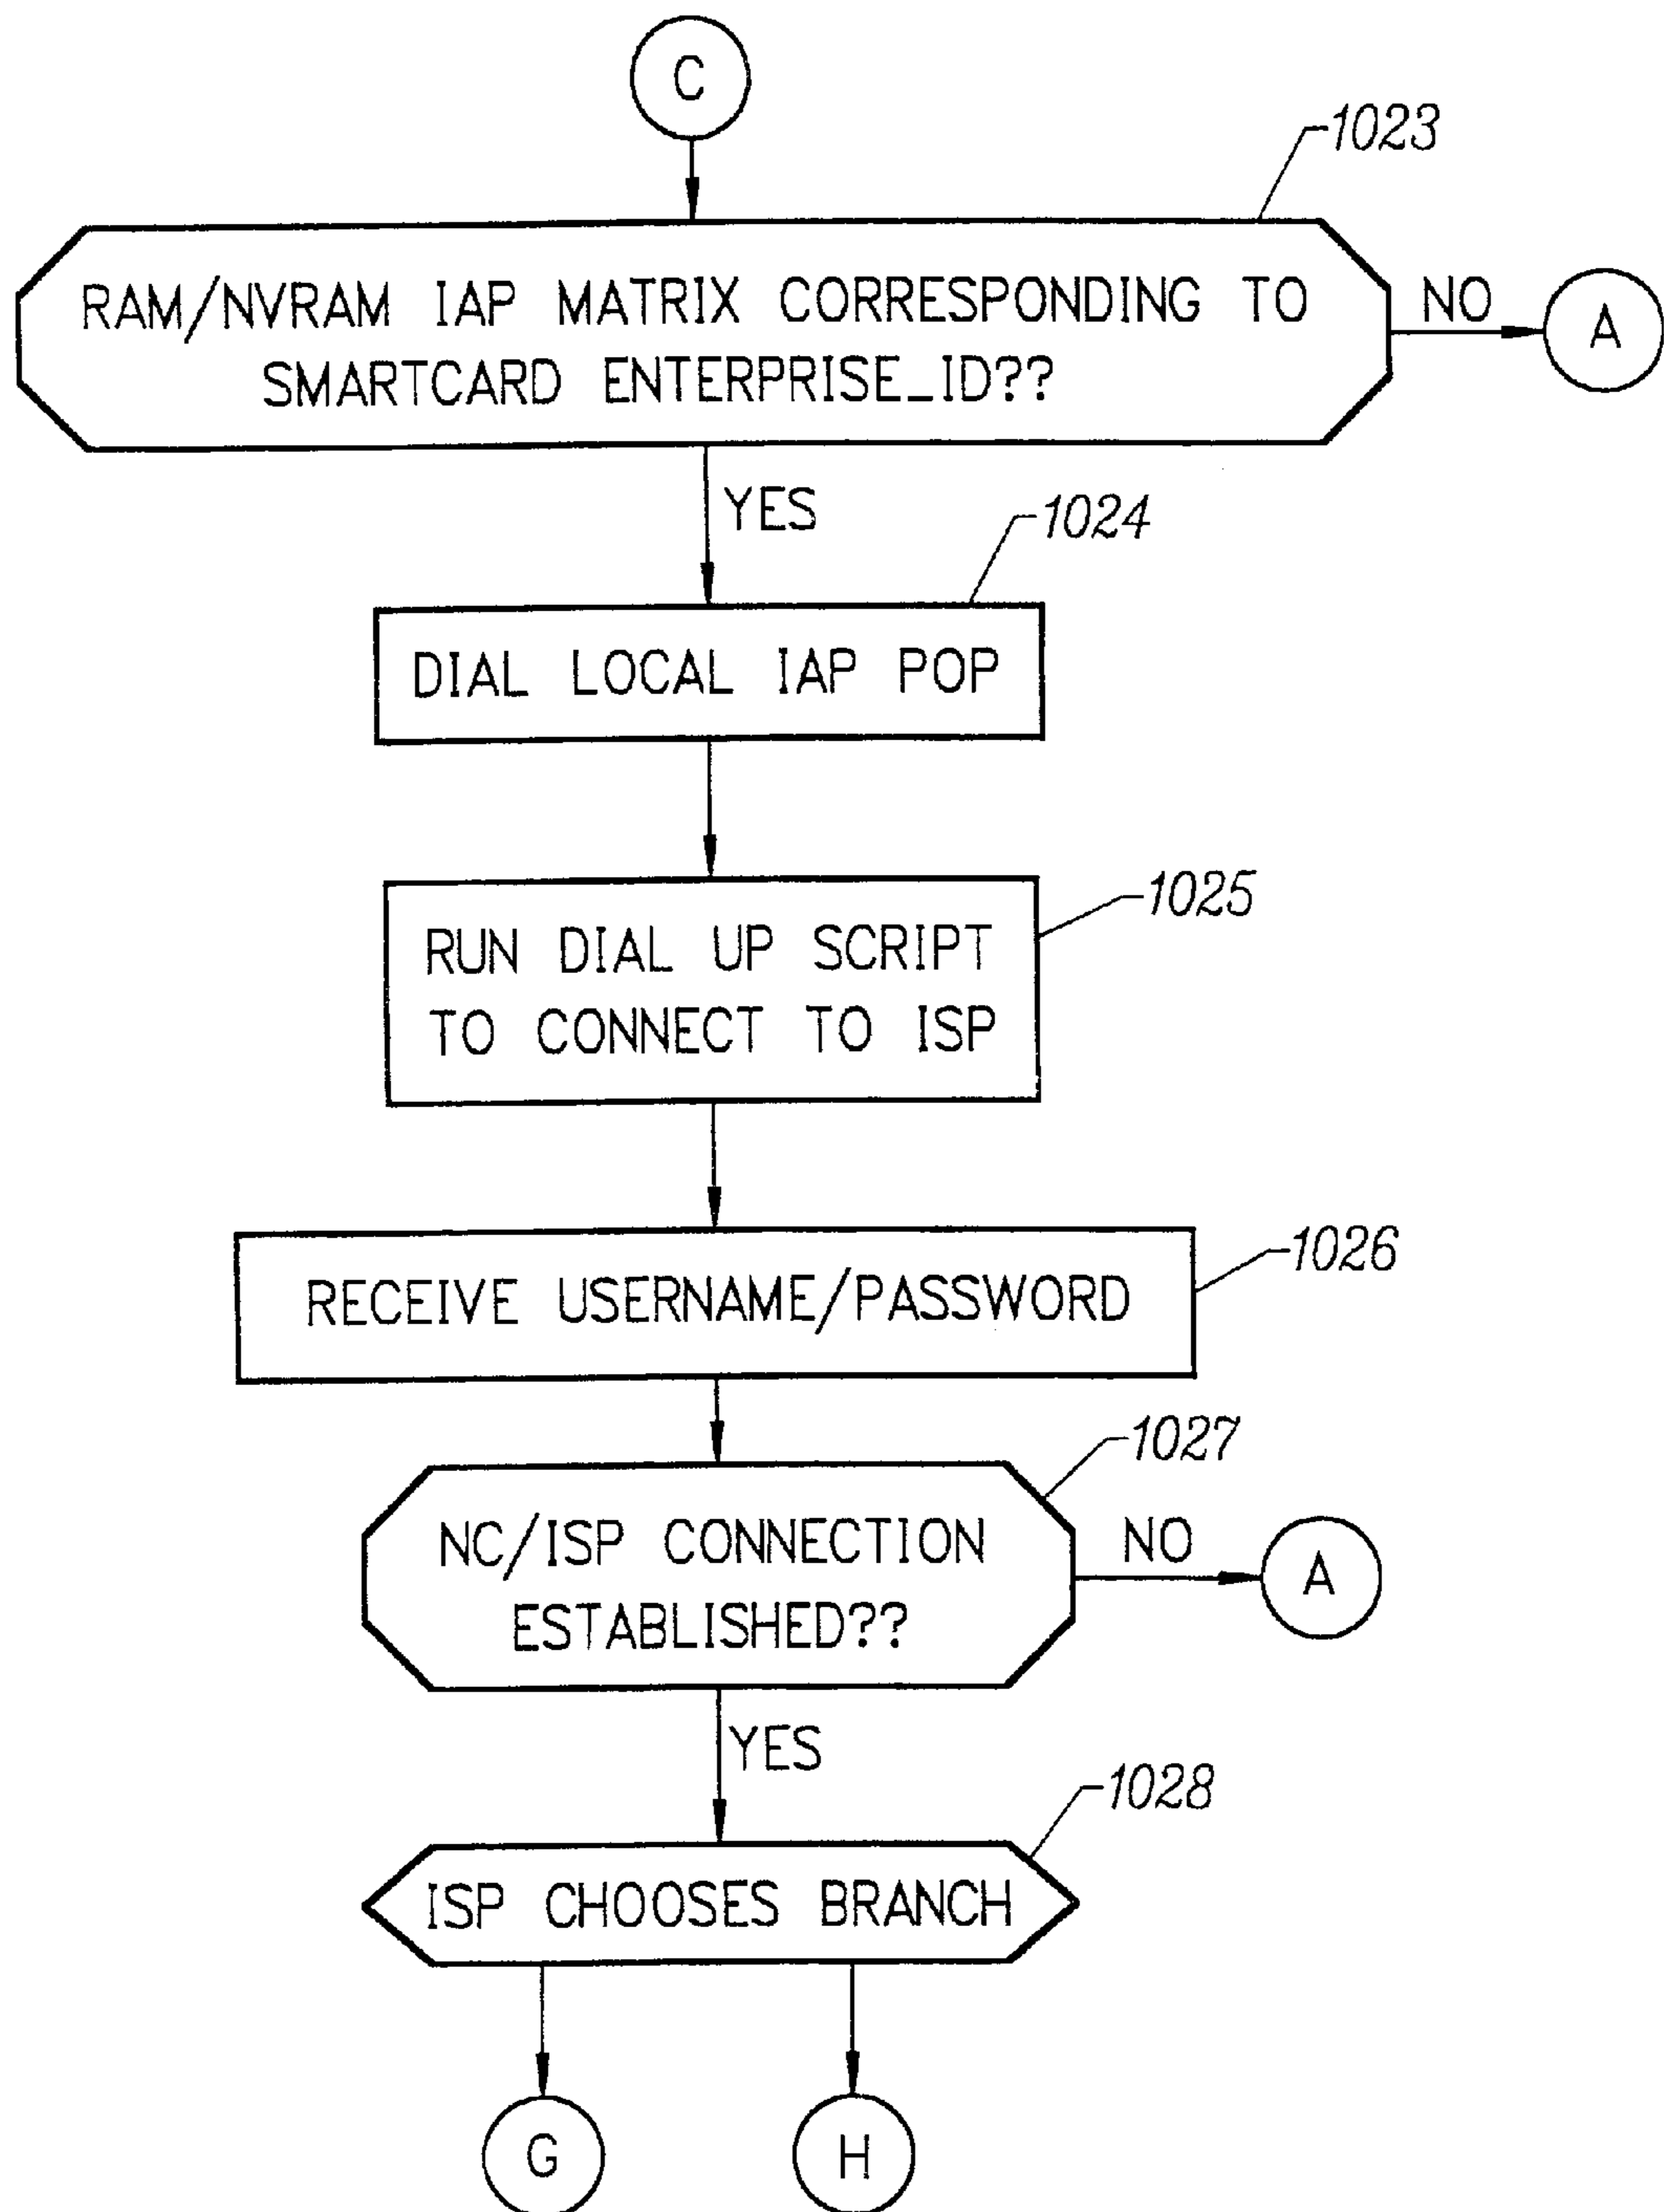 C
1023
RAM/NVRAM IAP MATRIX CORRESPONDING TO
SMARTCARD ENTERPRISE_ID??
NO
A
YES
1024
DIAL LOCAL IAP POP
1025
RUN DIAL UP SCRIPT
TO CONNECT TO ISP
1026
RECEIVE USERNAME/PASSWORD
1027
NC/ISP CONNECTION
ESTABLISHED??
NO
A
YES
1028
ISP CHOOSES BRANCH
G
H